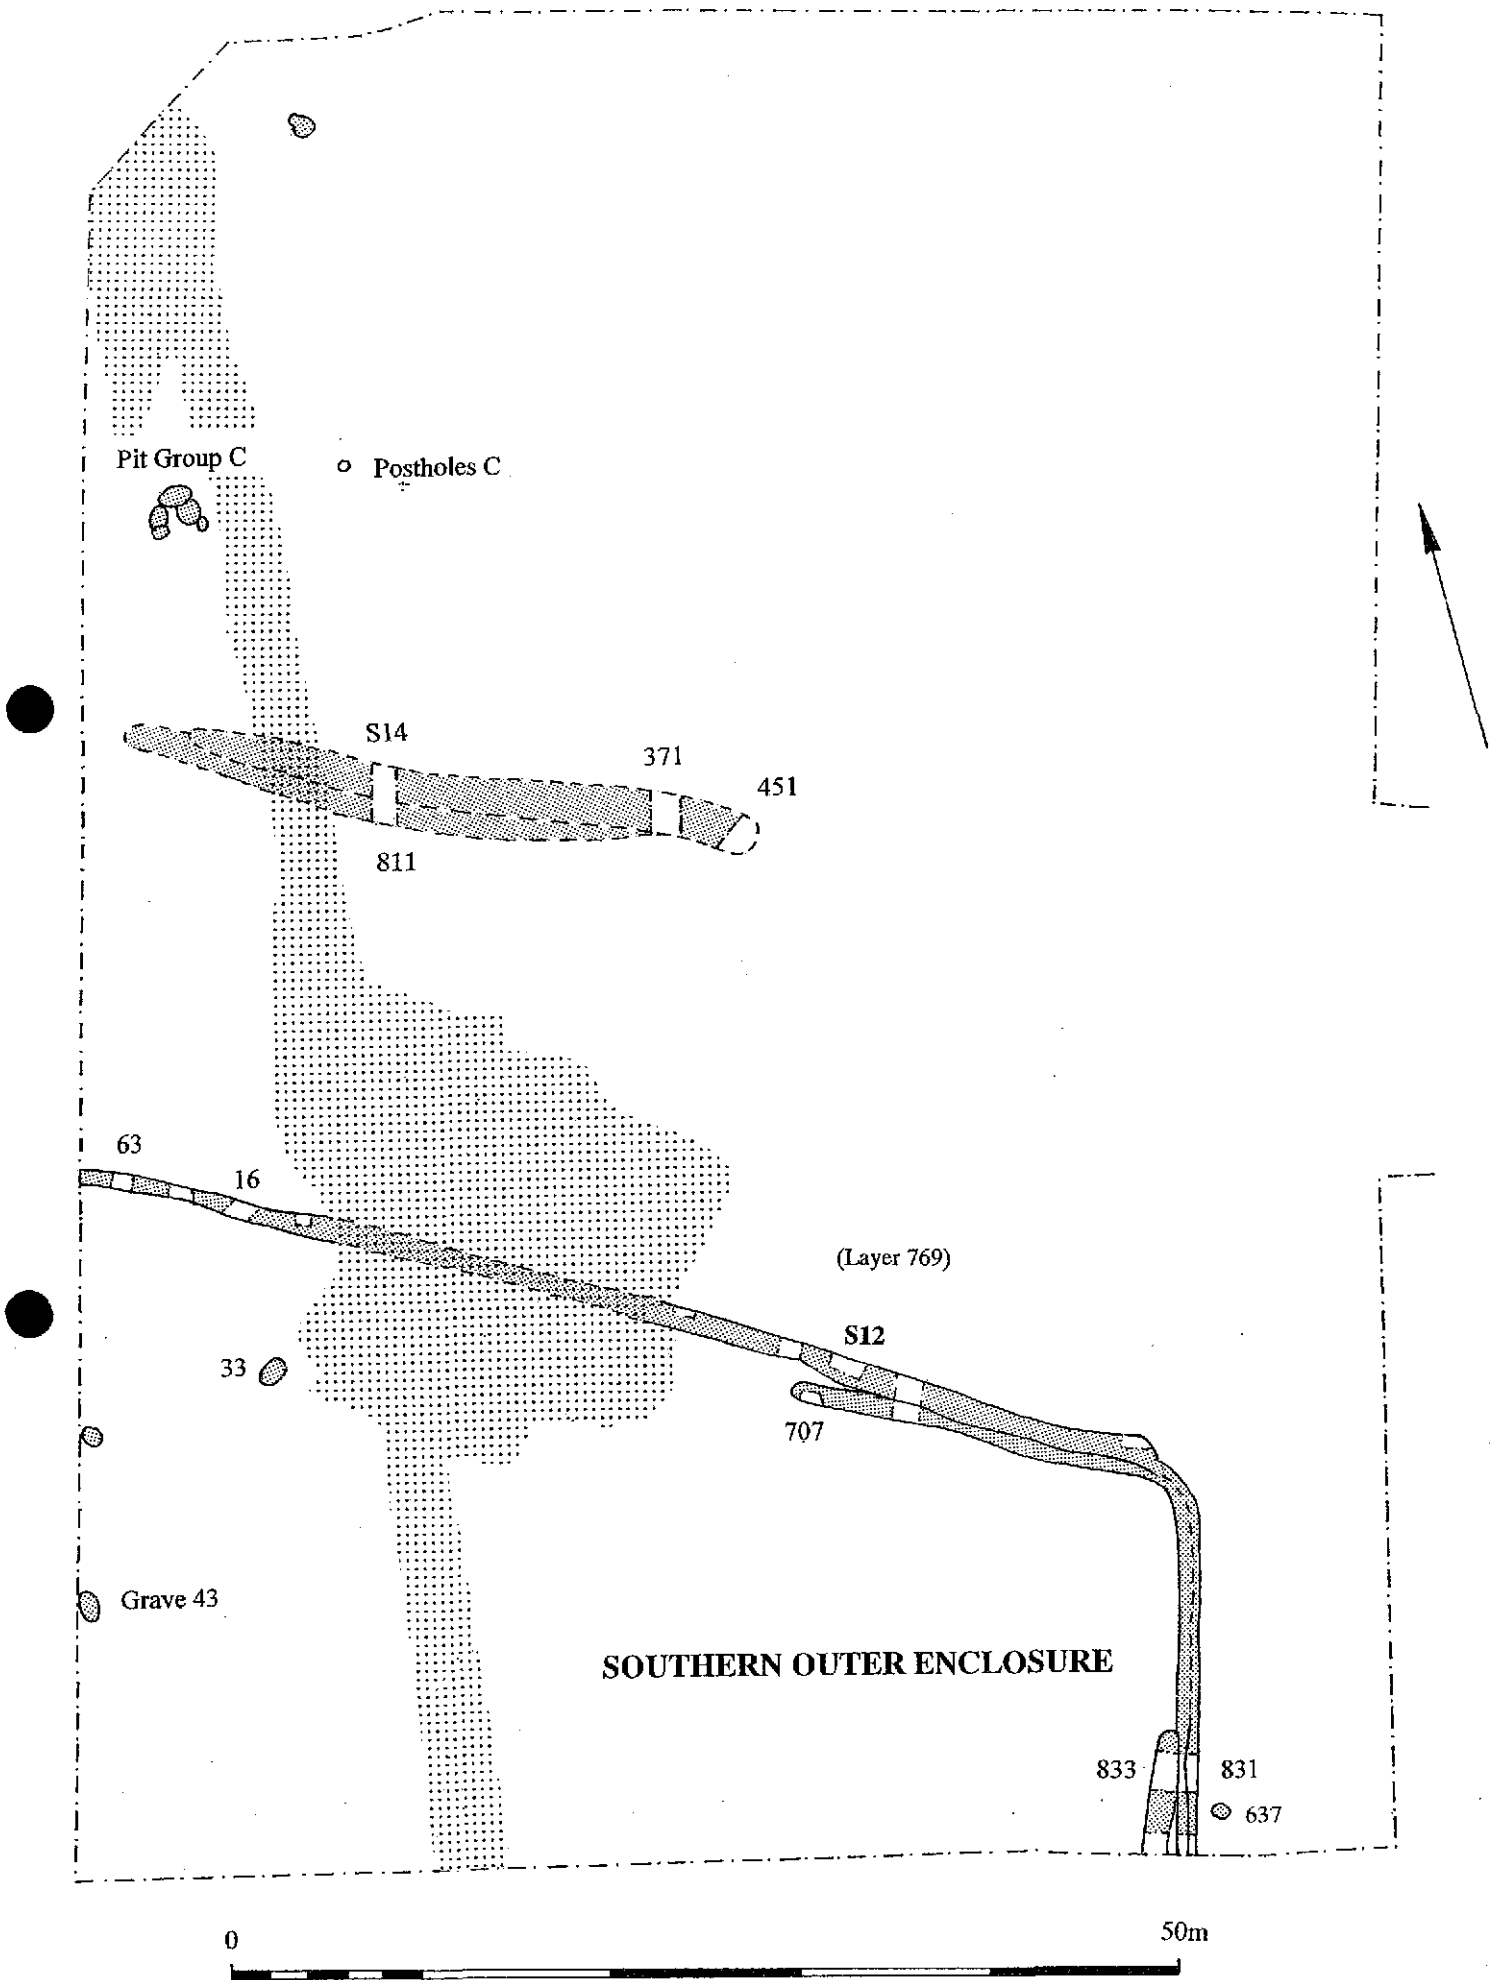 Pit Group C
Postholes C
S14
371
451
811
63
16
(Layer 769)
S12
33
707
Grave 43
SOUTHERN OUTER ENCLOSURE
833
831
637
0
50m